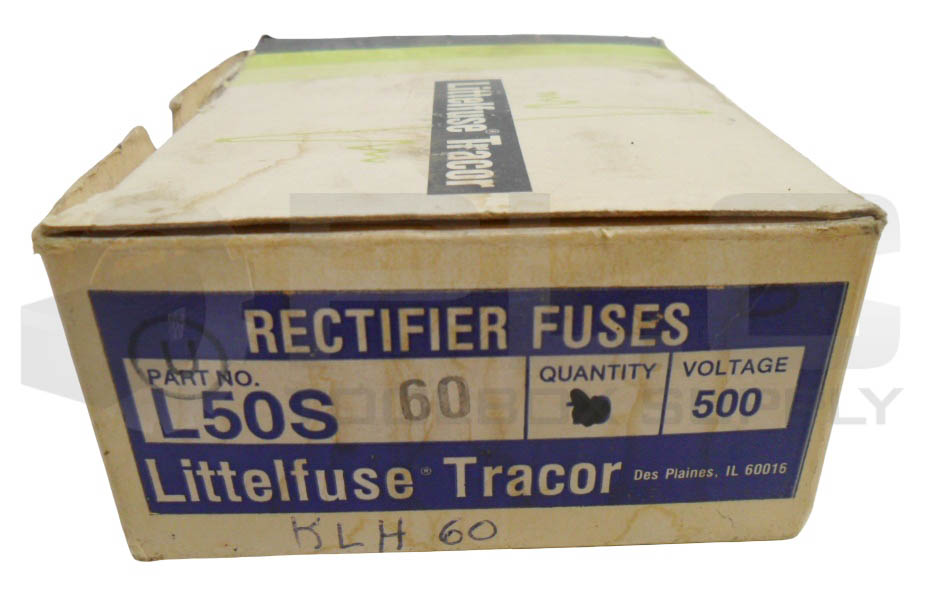 Littelfuse® Tracor
RECTIFIER FUSES
PART NO.
L50S 60
QUANTITY
VOLTAGE
500
Littelfuse® Tracor Des Plaines, IL 60016
KLH 60